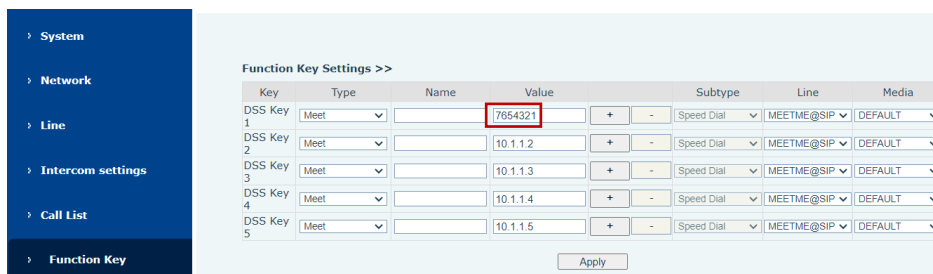 System
Network
Line
Intercom settings
Call List
Function Key
Function Key Settings >>
Key Type Name Value Subtype Line Media
DSS Key 1 Meet 7654321 + - Speed Dial MEETME@SIP DEFAULT
DSS Key 2 Meet 10.1.1.2 + - Speed Dial MEETME@SIP DEFAULT
DSS Key 3 Meet 10.1.1.3 + - Speed Dial MEETME@SIP DEFAULT
DSS Key 4 Meet 10.1.1.4 + - Speed Dial MEETME@SIP DEFAULT
DSS Key 5 Meet 10.1.1.5 + - Speed Dial MEETME@SIP DEFAULT
Apply